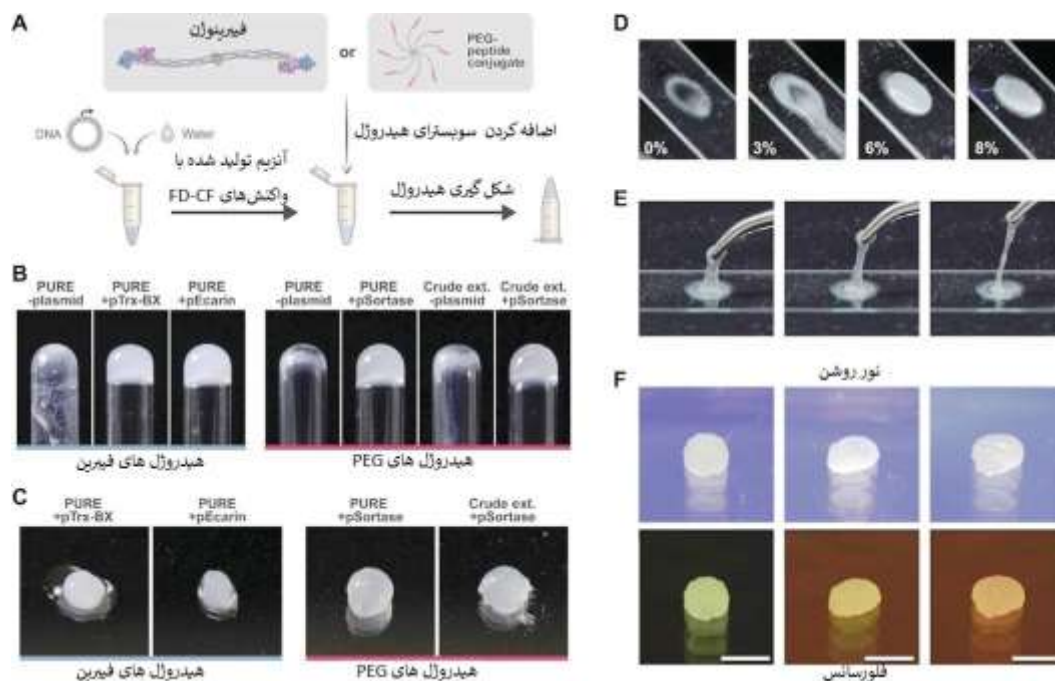 A
فیبرینوژن
or
PEG-
peptide
conjugate
DNA
Water
آنزیم تولید شده با
واکنش‌های FD-CF
اضافه کردن سوبسترای هیدروژل
شکل گیری هیدروژل
B
PURE
-plasmid
PURE
+pTrx-BX
PURE
+pEcarin
PURE
-plasmid
PURE
+pSortase
Crude ext.
-plasmid
Crude ext.
+pSortase
هیدروژل های فیبرین
هیدروژل های PEG
C
PURE
+pTrx-BX
PURE
+pEcarin
PURE
+pSortase
Crude ext.
+pSortase
هیدروژل های فیبرین
هیدروژل های PEG
D
0%
3%
6%
8%
E
F
نور روشن
فلورسانس